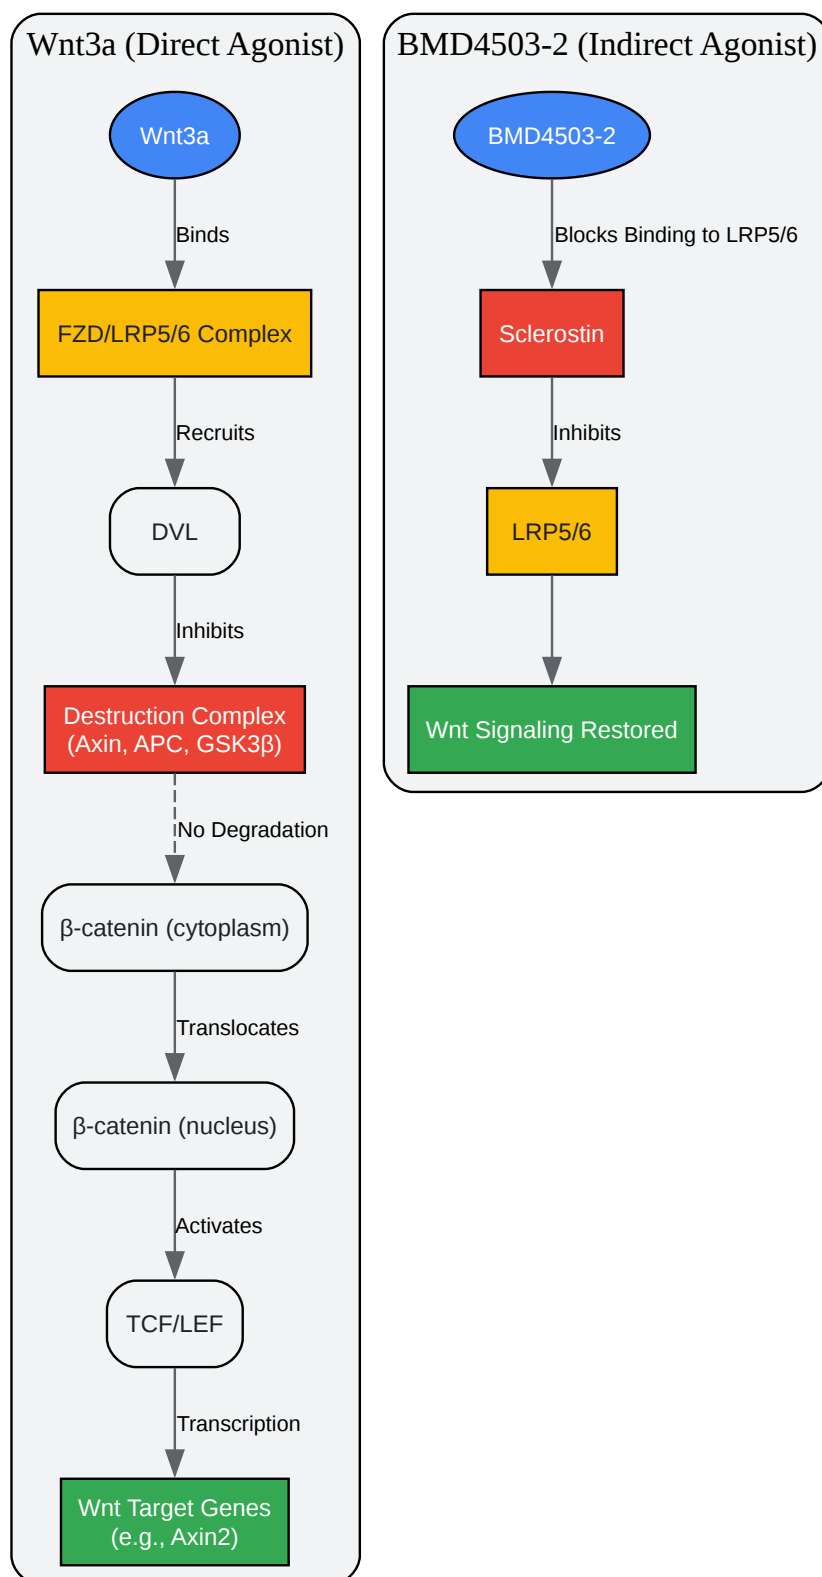 Wnt3a (Direct Agonist)
Wnt3a
Binds
FZD/LRP5/6 Complex
Recruits
DVL
Inhibits
Destruction Complex
(Axin, APC, GSK3β)
No Degradation
β-catenin (cytoplasm)
Translocates
β-catenin (nucleus)
Activates
TCF/LEF
Transcription
Wnt Target Genes
(e.g., Axin2)
BMD4503-2 (Indirect Agonist)
BMD4503-2
Blocks Binding to LRP5/6
Sclerostin
Inhibits
LRP5/6
Wnt Signaling Restored